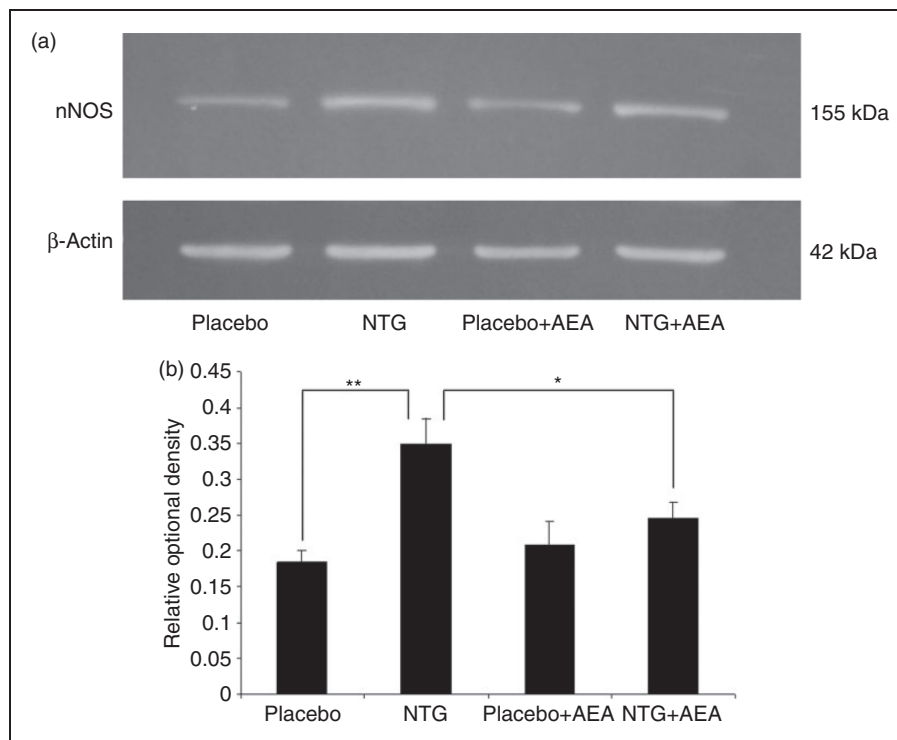 (a)
nNOS
155 kDa
β-Actin
42 kDa
Placebo NTG Placebo+AEA NTG+AEA
(b)
Relative optional density
0.45
0.4
0.35
0.3
0.25
0.2
0.15
0.1
0.05
0
** *
Placebo NTG Placebo+AEA NTG+AEA